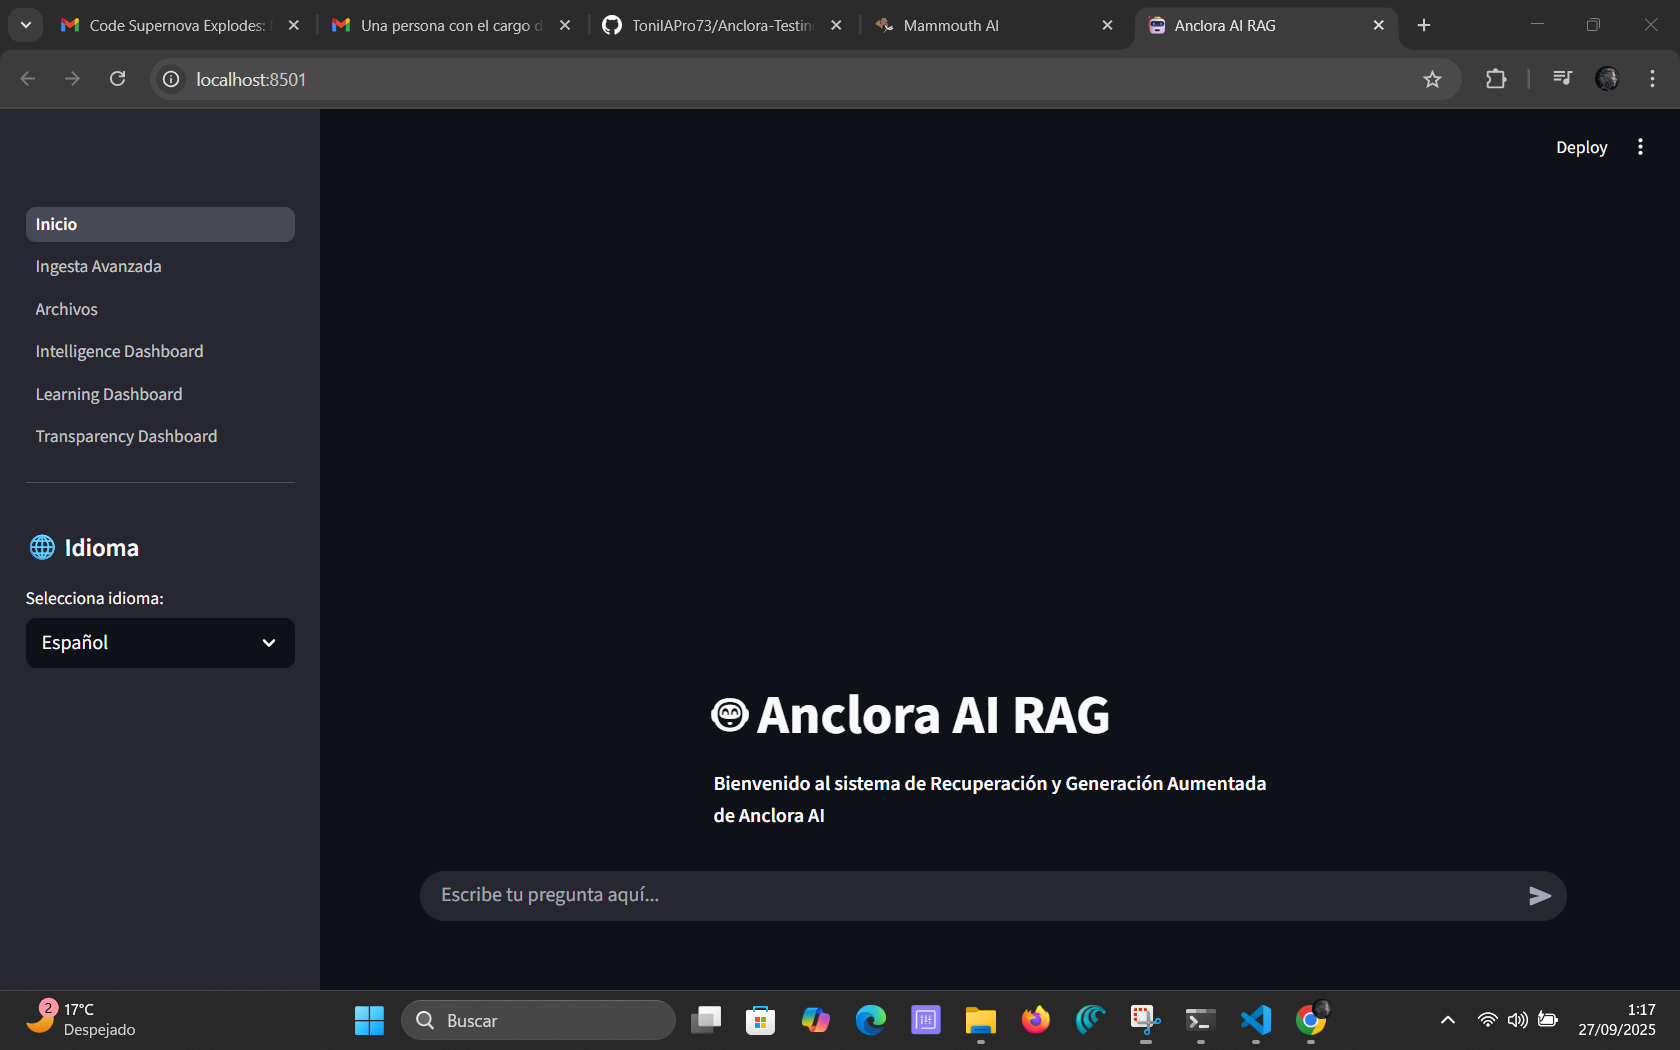 Code Supernova Explodes:
Una persona con el cargo d
ToniIAPro73/Anclora-Testin
Mammouth AI
Anclora AI RAG
localhost:8501
Deploy
Inicio
Ingesta Avanzada
Archivos
Intelligence Dashboard
Learning Dashboard
Transparency Dashboard
Idioma
Selecciona idioma:
Español
Anclora AI RAG
Bienvenido al sistema de Recuperación y Generación Aumentada
de Anclora AI
Escribe tu pregunta aquí...
2
17°C
Despejado
Buscar
1:17
27/09/2025